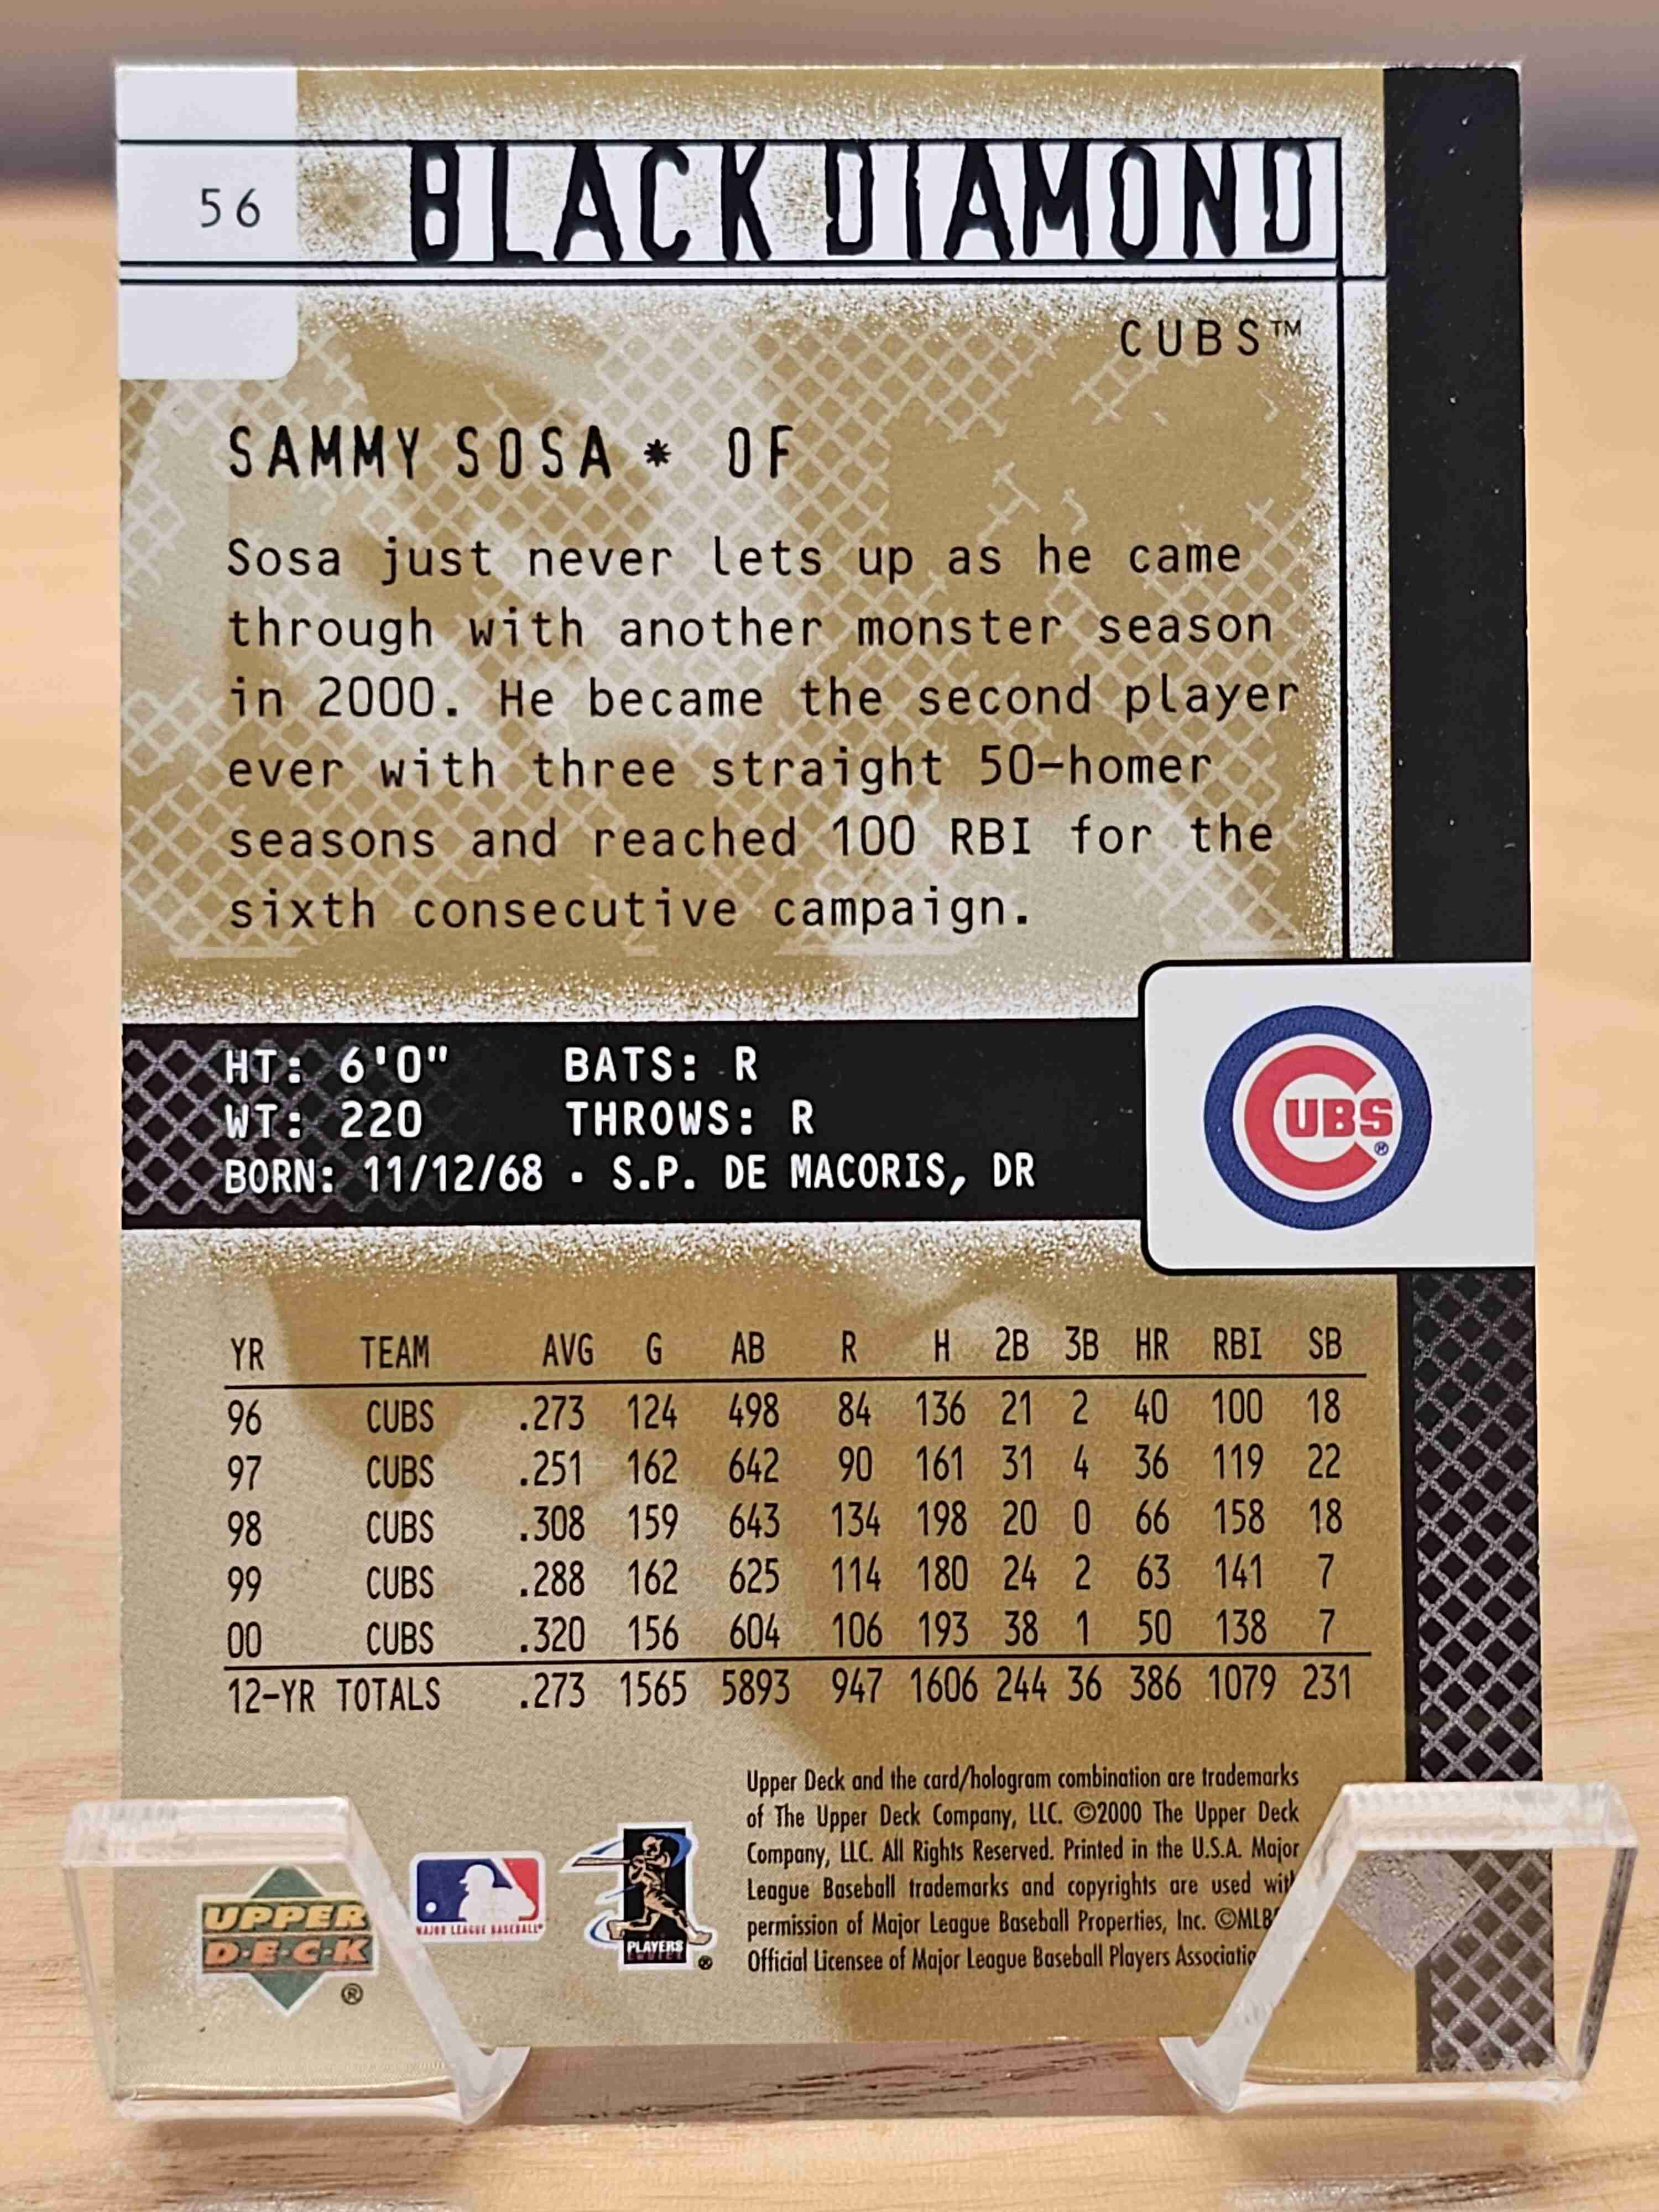 56 BLACK DIAMOND
CUBS™
SAMMY SOSA * OF
Sosa just never lets up as he came
through with another monster season
in 2000. He became the second player
ever with three straight 50-homer
seasons and reached 100 RBI for the
sixth consecutive campaign.
HT: 6'0" BATS: R
WT: 220 THROWS: R
BORN: 11/12/68 · S.P. DE MACORIS, DR
CUBS®
YR TEAM AVG G AB R H 2B 3B HR RBI SB
96 CUBS .273 124 498 84 136 21 2 40 100 18
97 CUBS .251 162 642 90 161 31 4 36 119 22
98 CUBS .308 159 643 134 198 20 0 66 158 18
99 CUBS .288 162 625 114 180 24 2 63 141 7
00 CUBS .320 156 604 106 193 38 1 50 138 7
12-YR TOTALS .273 1565 5893 947 1606 244 36 386 1079 231
Upper Deck and the card/hologram combination are trademarks
of The Upper Deck Company, LLC. ©2000 The Upper Deck
Company, LLC. All Rights Reserved. Printed in the U.S.A. Major
League Baseball trademarks and copyrights are used with
permission of Major League Baseball Properties, Inc. ©MLB
Official Licensee of Major League Baseball Players
UPPER
D·E·C·K
®
MAJOR LEAGUE BASEBALL®
PLAYERS
®